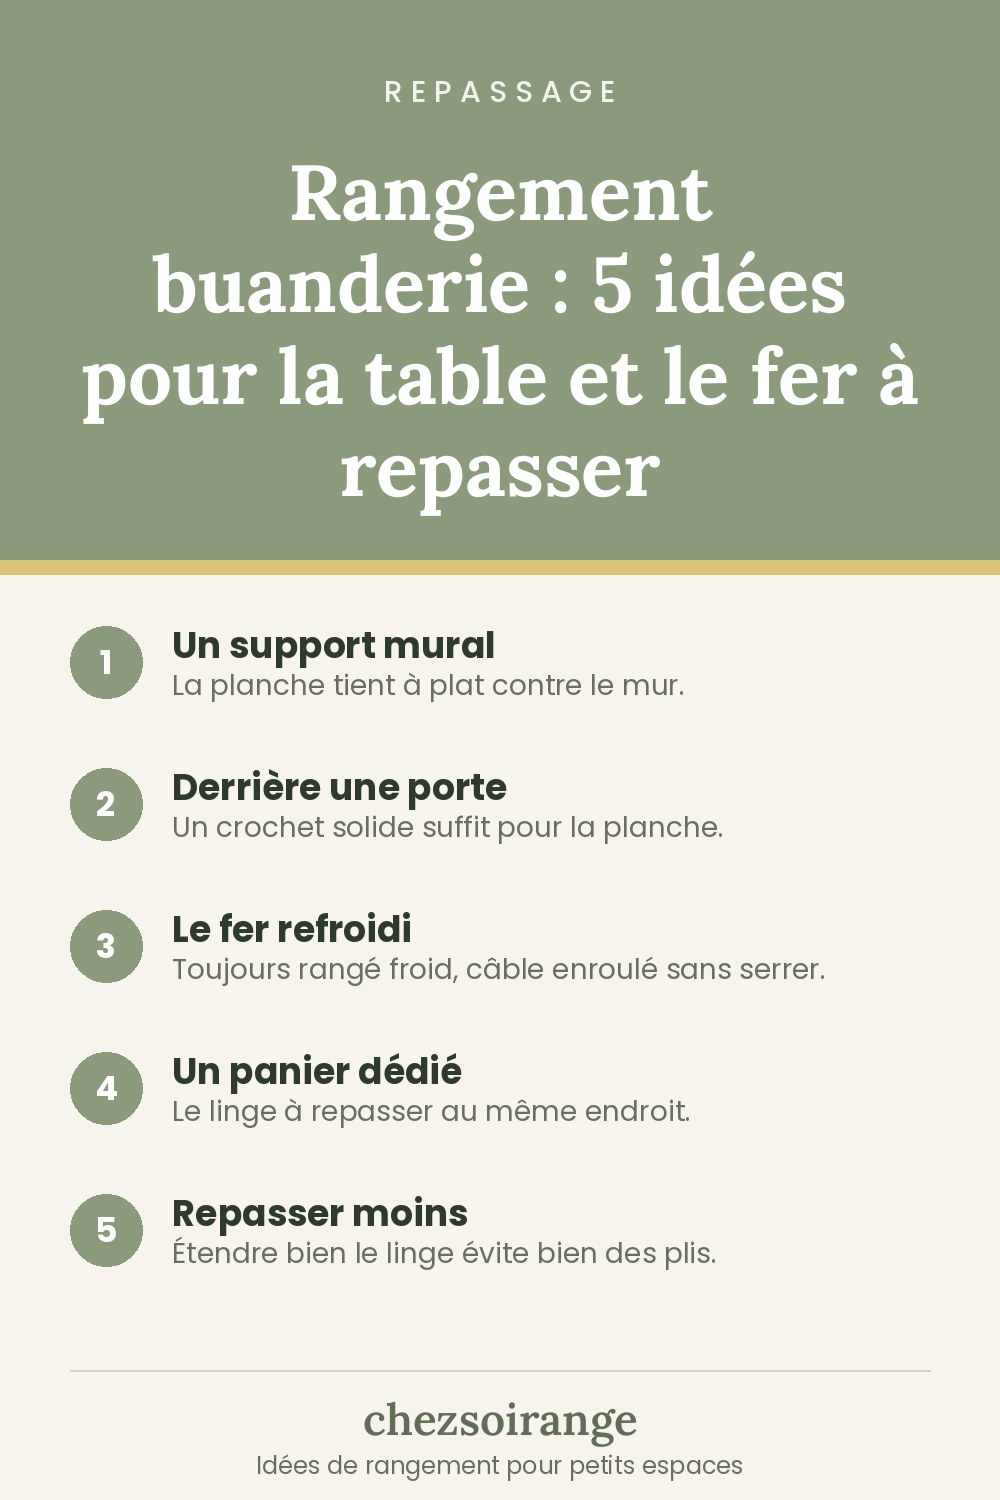 REPASSAGE
Rangement
buanderie : 5 idées
pour la table et le fer à
repasser
1
Un support mural
La planche tient à plat contre le mur.
2
Derrière une porte
Un crochet solide suffit pour la planche.
3
Le fer refroidi
Toujours rangé froid, câble enroulé sans serrer.
4
Un panier dédié
Le linge à repasser au même endroit.
5
Repasser moins
Étendre bien le linge évite bien des plis.
chezsoirange
Idées de rangement pour petits espaces